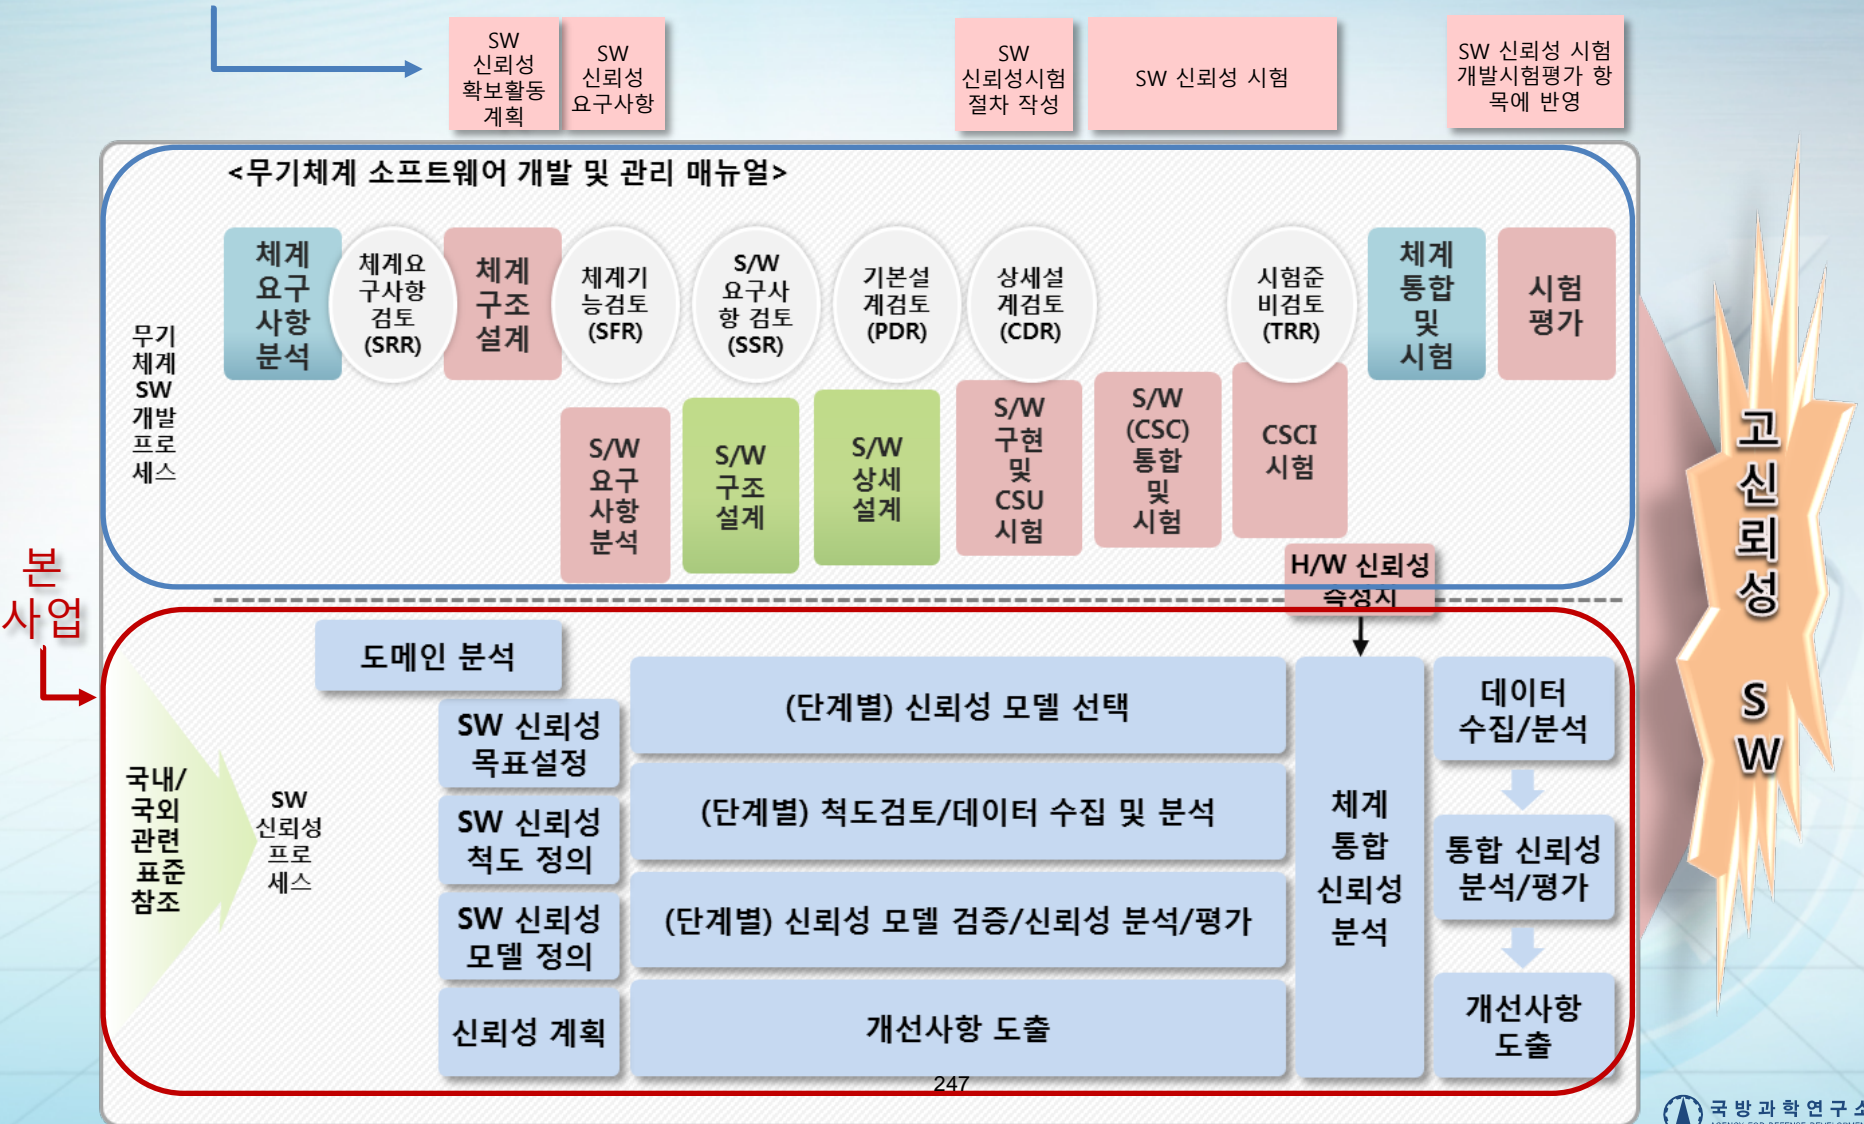 SW
신뢰성
확보활동
계획
SW
신뢰성
요구사항
SW
신뢰성시험
절차 작성
SW 신뢰성 시험
SW 신뢰성 시험
개발시험평가 항
목에 반영
<무기체계 소프트웨어 개발 및 관리 매뉴얼>
무기
체계
SW
개발
프로
세스
체계
요구
사항
분석
체계요
구사항
검토
(SRR)
체계
구조
설계
체계기
능검토
(SFR)
S/W
요구사
항 검토
(SSR)
기본설
계검토
(PDR)
상세설
계검토
(CDR)
시험준
비검토
(TRR)
체계
통합
및
시험
시험
평가
S/W
요구
사항
분석
S/W
구조
설계
S/W
상세
설계
S/W
구현
및
CSU
시험
S/W
(CSC)
통합
및
시험
CSCI
시험
H/W 신뢰성
측정치
본
사업
국내/
국외
관련
표준
참조
SW
신뢰성
프로
세스
도메인 분석
SW 신뢰성
목표설정
SW 신뢰성
척도 정의
SW 신뢰성
모델 정의
신뢰성 계획
(단계별) 신뢰성 모델 선택
(단계별) 척도검토/데이터 수집 및 분석
(단계별) 신뢰성 모델 검증/신뢰성 분석/평가
개선사항 도출
체계
통합
신뢰성
분석
데이터
수집/분석
통합 신뢰성
분석/평가
개선사항
도출
고
신
뢰
성
S
W
247
국방과학연구소